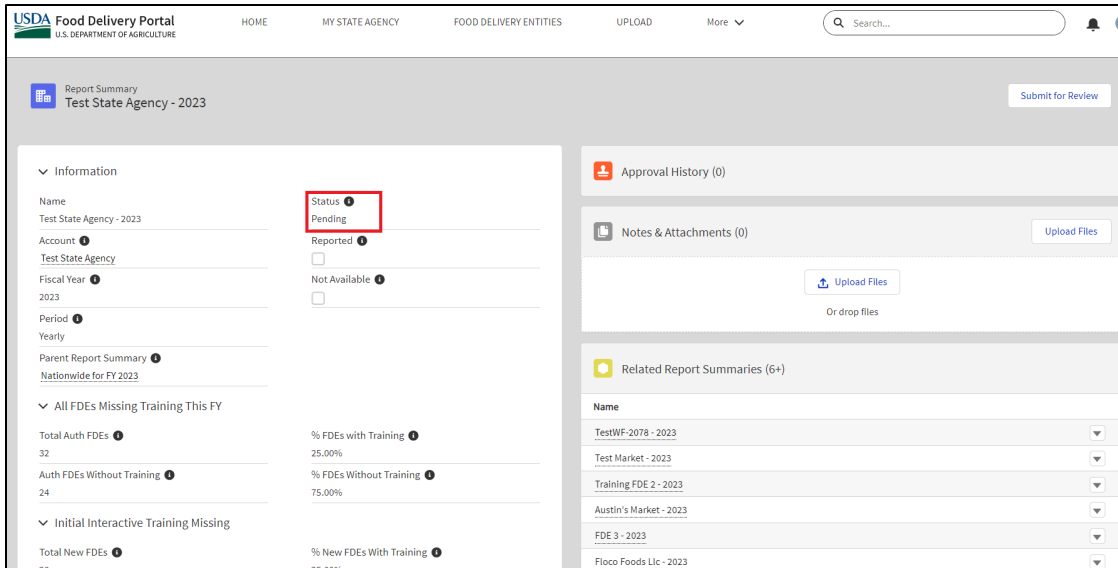 USDA Food Delivery Portal
U.S. DEPARTMENT OF AGRICULTURE
HOME MY STATE AGENCY FOOD DELIVERY ENTITIES UPLOAD More
Search...
Report Summary
Test State Agency - 2023
Submit for Review
Information
Name
Test State Agency - 2023
Status
Pending
Account
Test State Agency
Reported
Fiscal Year
2023
Not Available
Period
Yearly
Parent Report Summary
Nationwide for FY 2023
All FDEs Missing Training This FY
Total Auth FDEs
32
% FDEs with Training
25.00%
Auth FDEs Without Training
24
% FDEs Without Training
75.00%
Initial Interactive Training Missing
Total New FDEs
% New FDEs With Training
Approval History (0)
Notes & Attachments (0)
Upload Files
Upload Files
Or drop files
Related Report Summaries (6+)
Name
TestWF-2078 - 2023
Test Market - 2023
Training FDE 2 - 2023
Austin's Market - 2023
FDE 3 - 2023
Floco Foods Llc - 2023